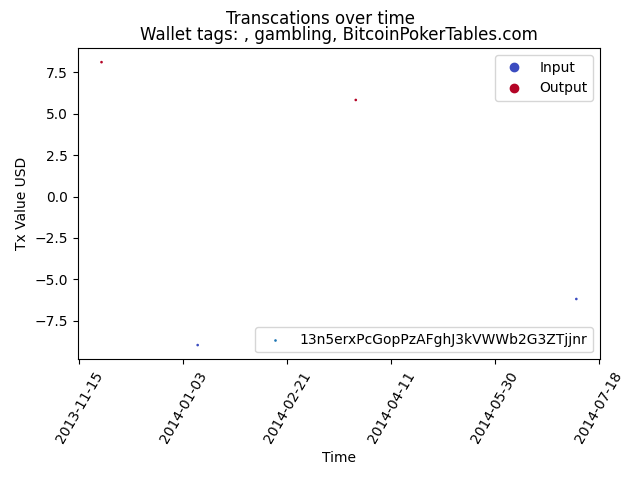 Transcations over time
Wallet tags: , gambling, BitcoinPokerTables.com
7.5
5.0
2.5
0.0
−2.5
−5.0
−7.5
Tx Value USD
Input
Output
13n5erxPcGopPzAFghJ3kVWWb2G3ZTjjnr
2013-11-15
2014-01-03
2014-02-21
2014-04-11
2014-05-30
2014-07-18
Time